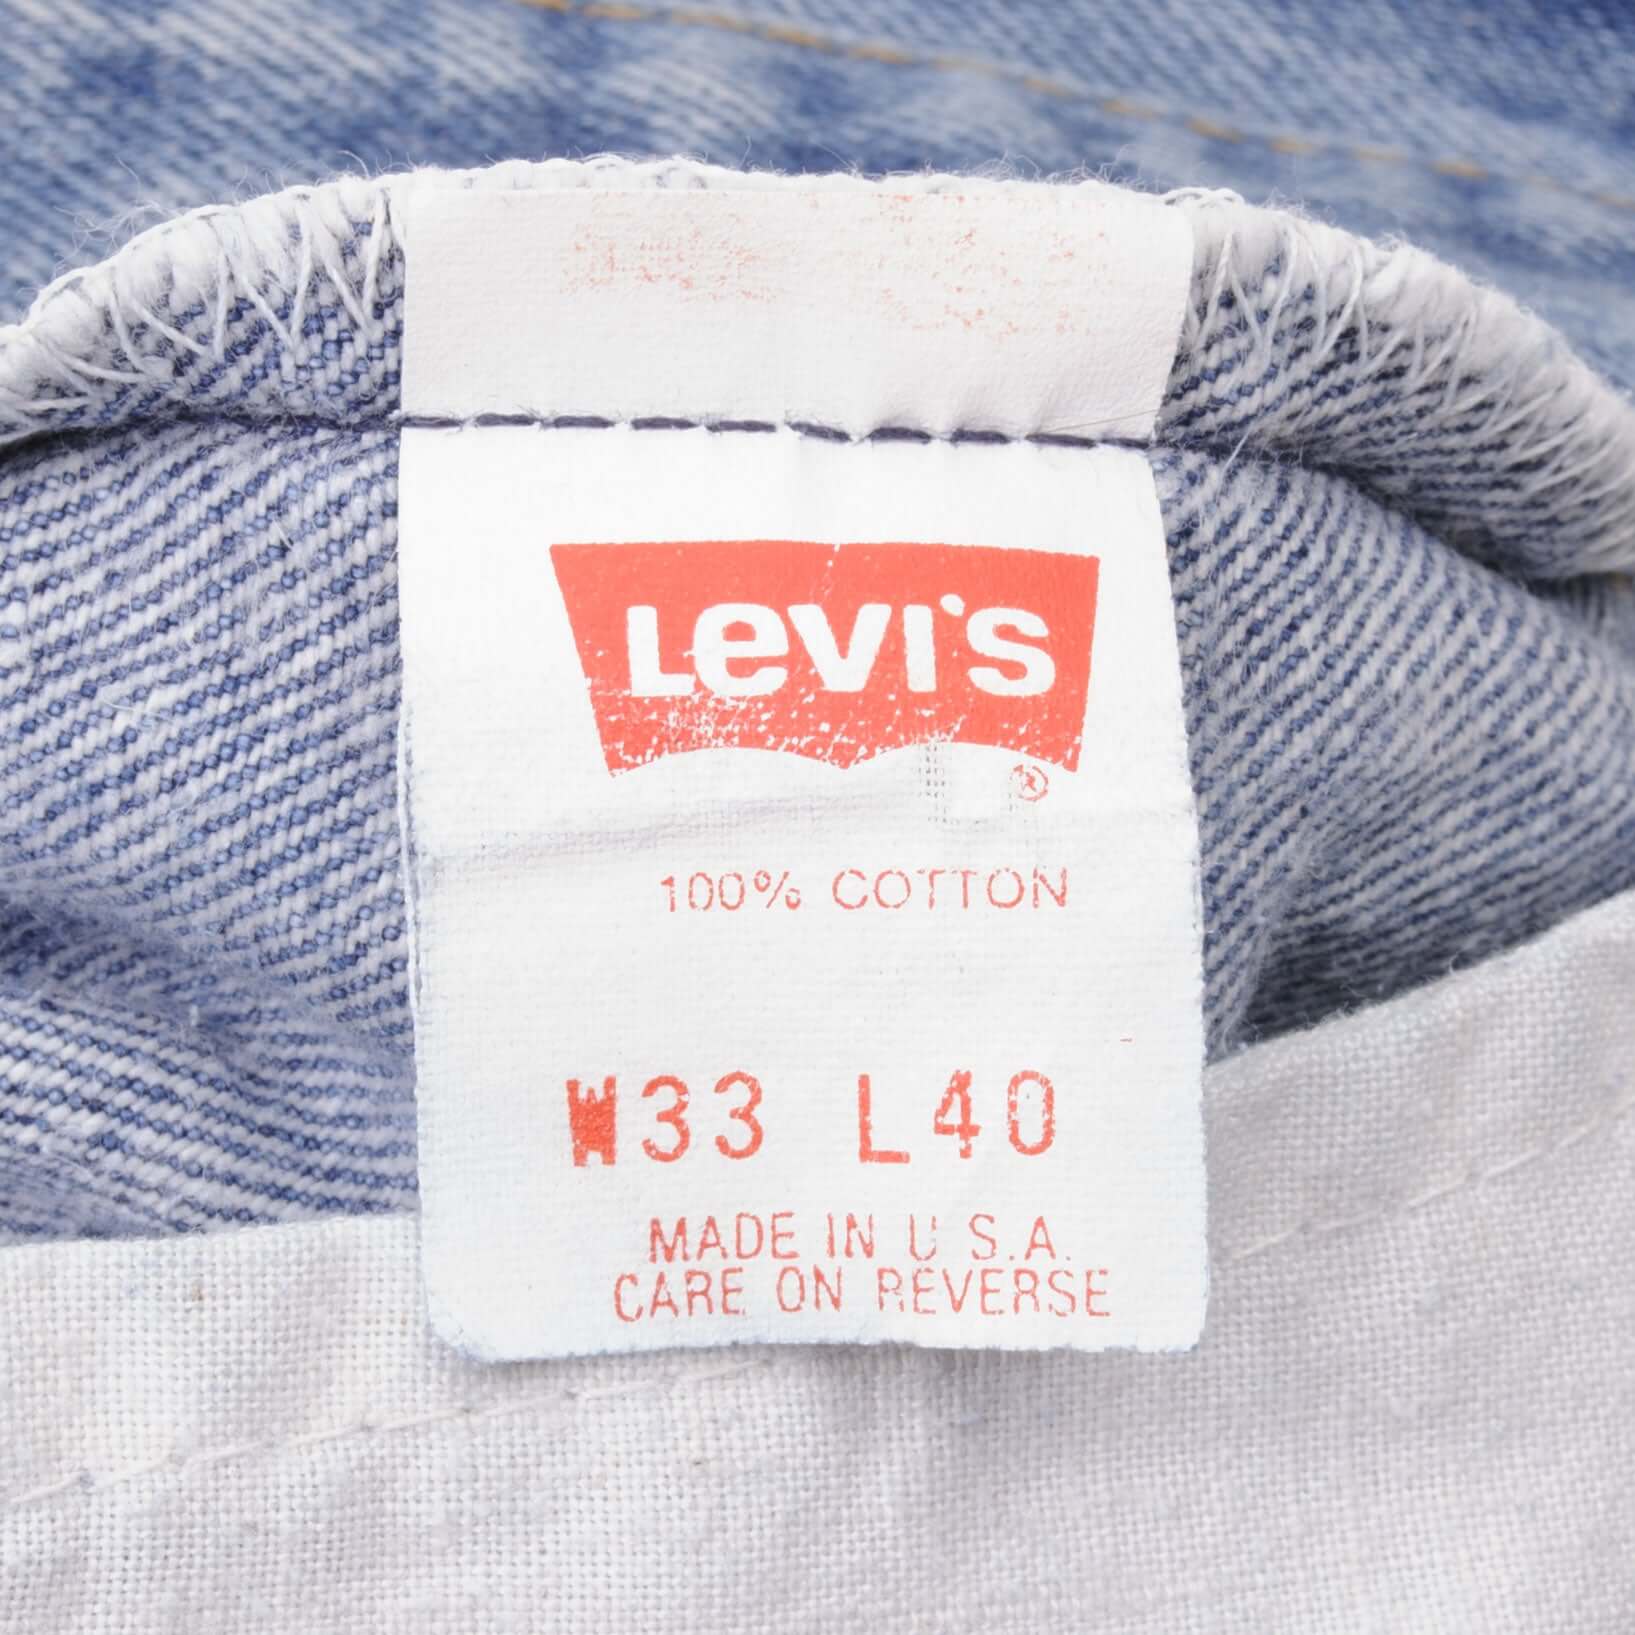 Levi's
®
100% COTTON
W33 L40
MADE IN U.S.A.
CARE ON REVERSE